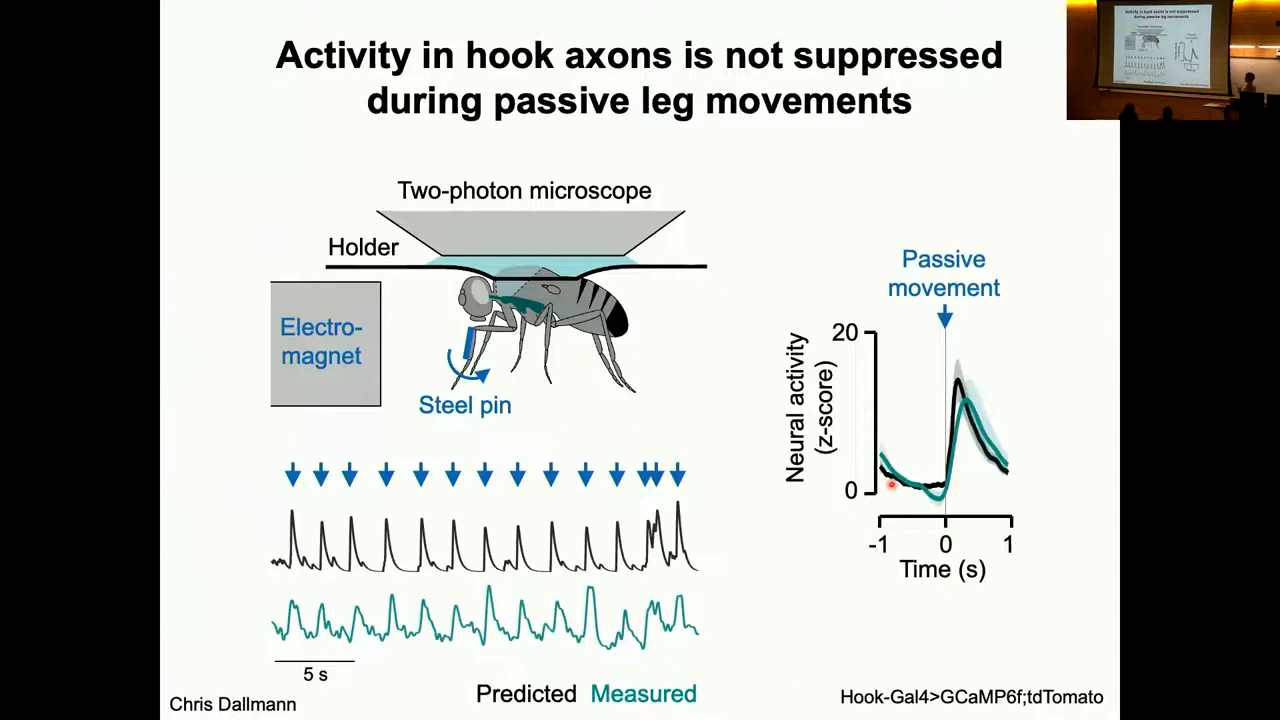 Activity in hook axons is not suppressed
during passive leg movements
Two-photon microscope
Holder
Electro-
magnet
Steel pin
5 s
Predicted Measured
Chris Dallmann
Passive
movement
Neural activity
(z-score)
20
0
-1 0 1
Time (s)
Hook-Gal4>GCaMP6f;tdTomato